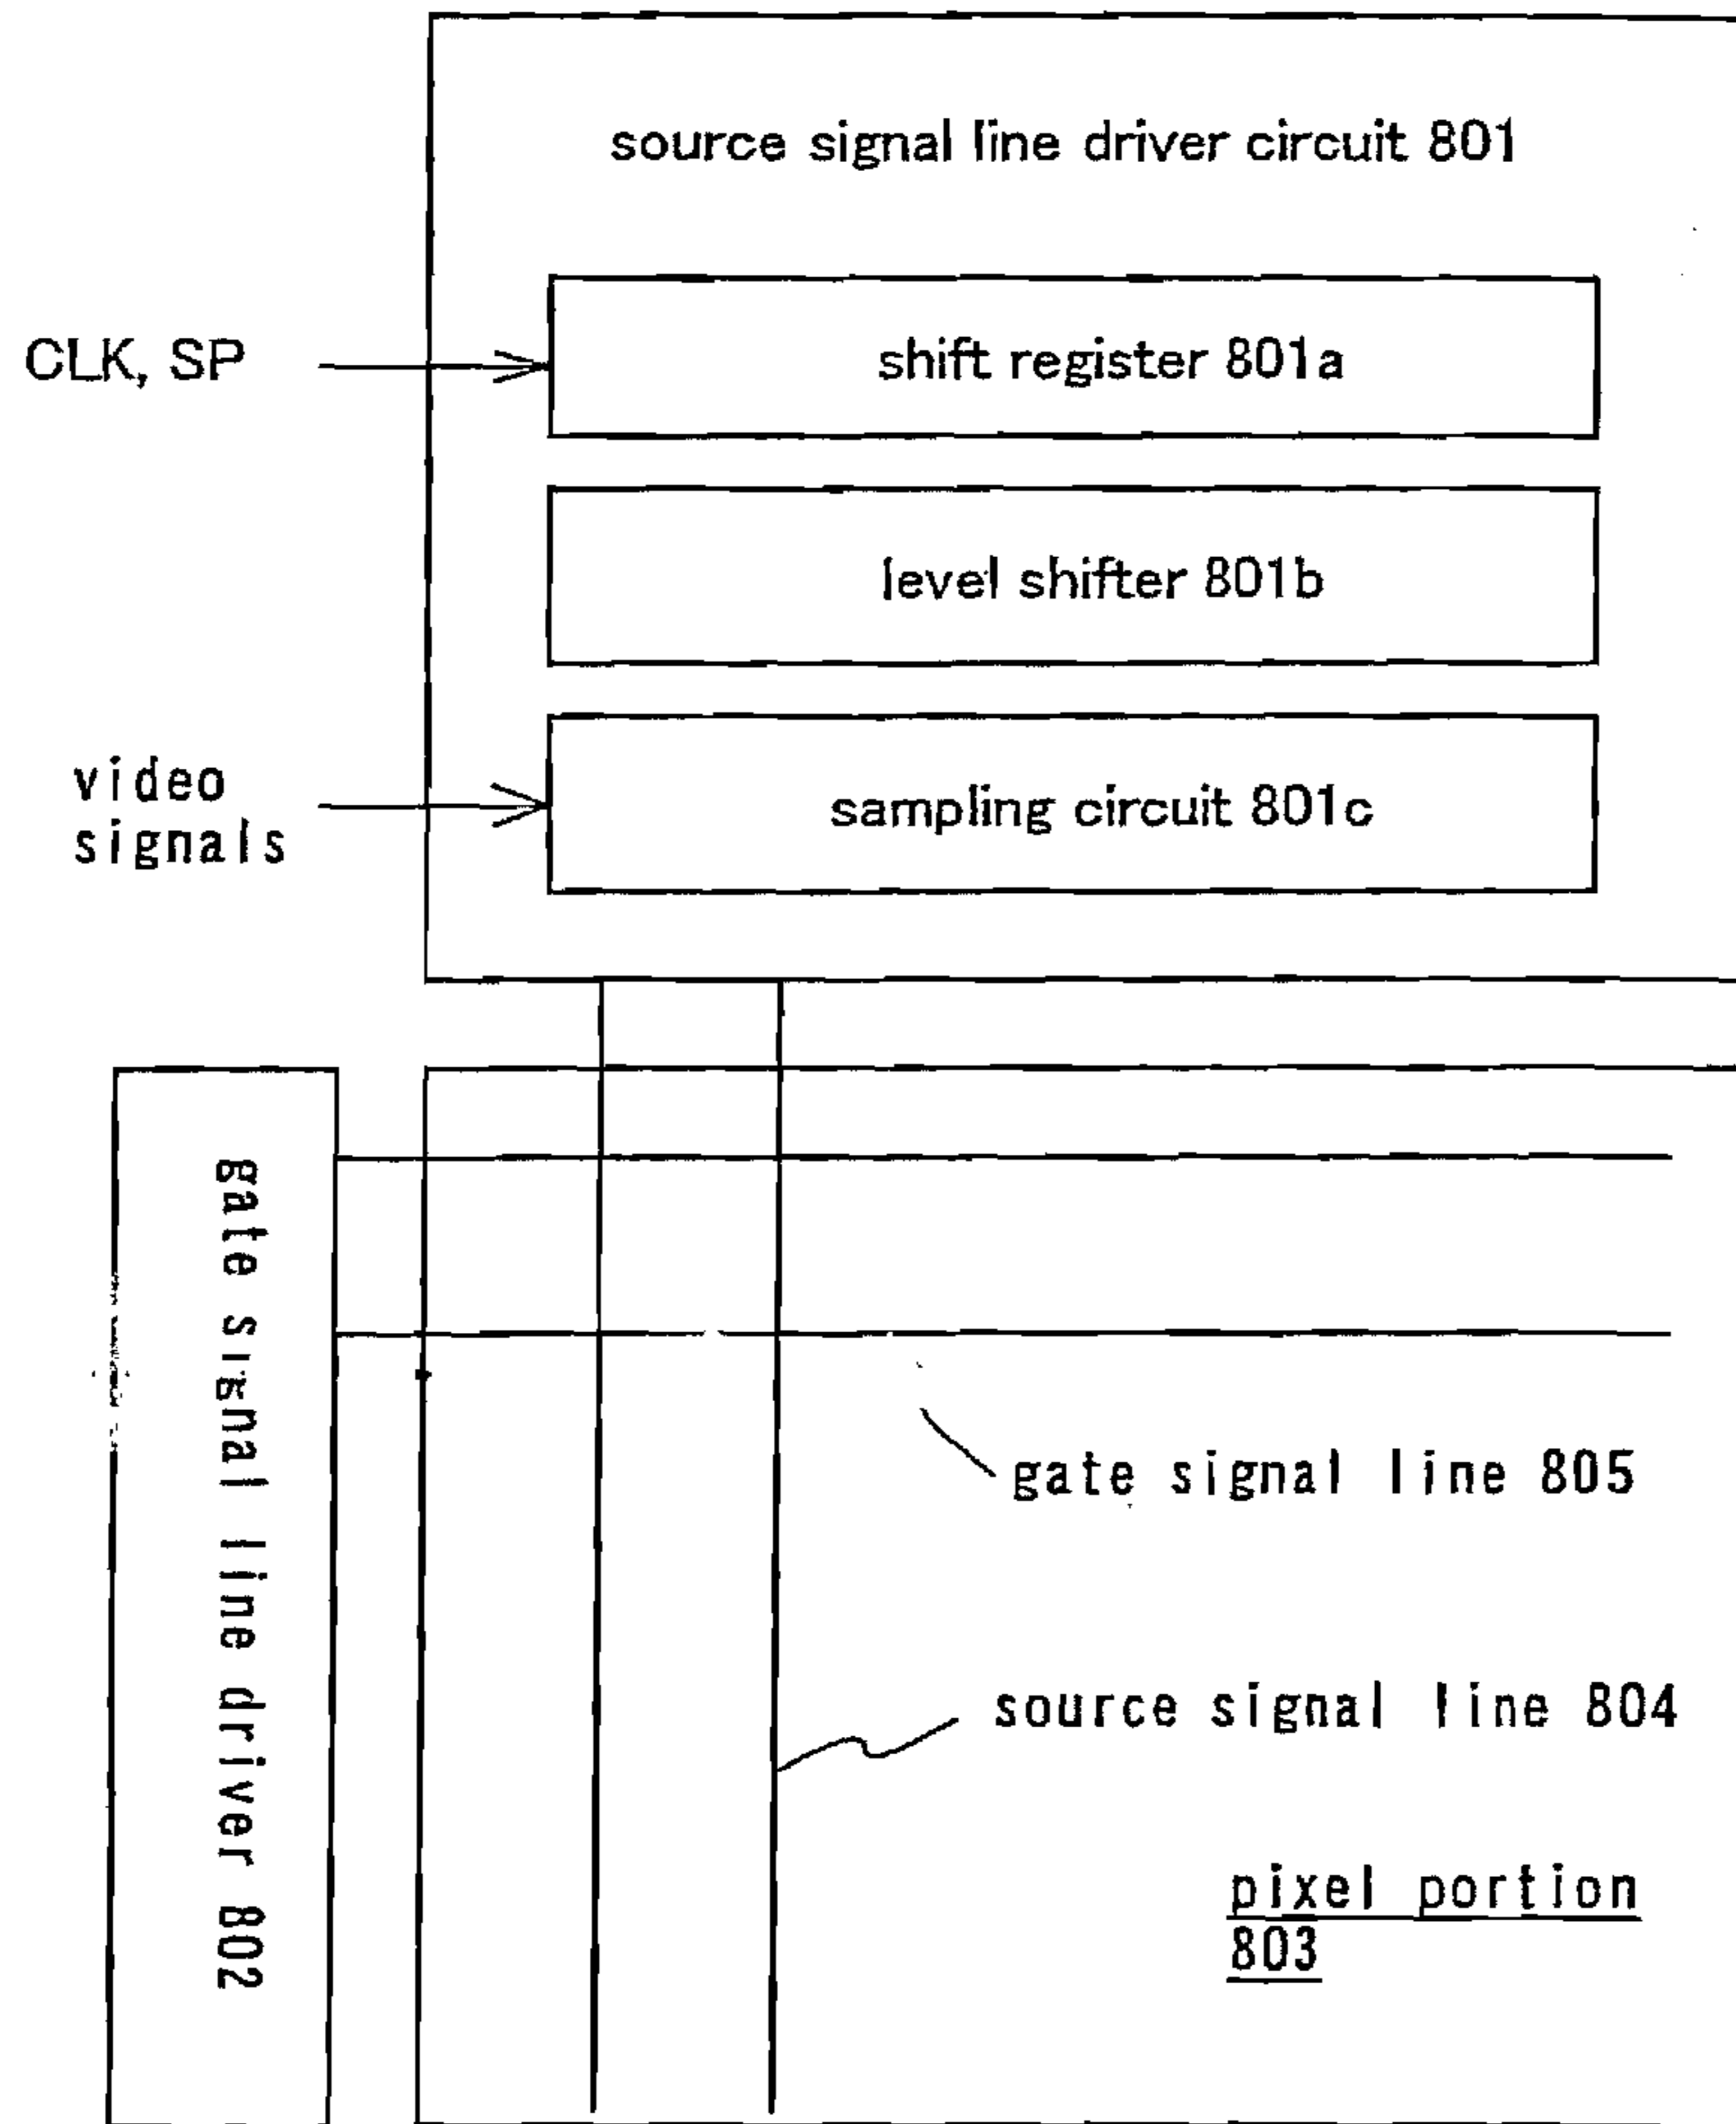 source signal line driver circuit 801
CLK, SP
shift register 801a
level shifter 801b
video
signals
sampling circuit 801c
gate signal line driver 802
gate signal line 805
source signal line 804
pixel portion
803